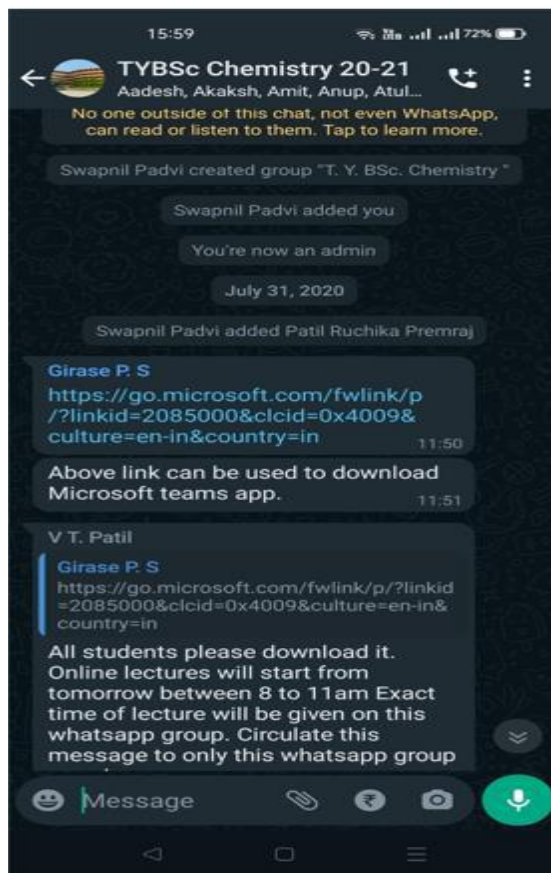 15:59
72%
TYBSc Chemistry 20-21
Aadesh, Akaksh, Amit, Anup, Atul...
No one outside of this chat, not even WhatsApp,
can read or listen to them. Tap to learn more.
Swapnil Padvi created group "T. Y. BSc. Chemistry "
Swapnil Padvi added you
You're now an admin
July 31, 2020
Swapnil Padvi added Patil Ruchika Premraj
Girase P. S
https://go.microsoft.com/fwlink/p
/?linkid=2085000&clcid=0x4009&
culture=en-in&country=in
11:50
Above link can be used to download
Microsoft teams app.
11:51
V T. Patil
Girase P. S
https://go.microsoft.com/fwlink/p/?linkid
=2085000&clcid=0x4009&culture=en-in&
country=in
All students please download it.
Online lectures will start from
tomorrow between 8 to 11am Exact
time of lecture will be given on this
whatsapp group. Circulate this
message to only this whatsapp group
Message
₹